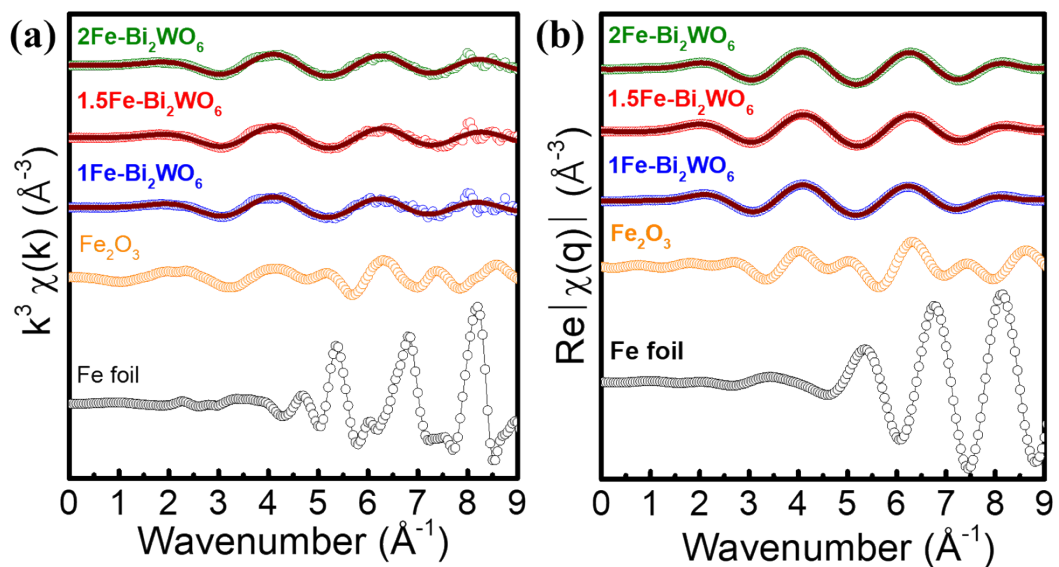 (a)
2Fe-Bi₂WO₆
1.5Fe-Bi₂WO₆
1Fe-Bi₂WO₆
Fe₂O₃
Fe foil
k³ χ(k) (Å⁻³)
0 1 2 3 4 5 6 7 8 9
Wavenumber (Å⁻¹)
(b)
2Fe-Bi₂WO₆
1.5Fe-Bi₂WO₆
1Fe-Bi₂WO₆
Fe₂O₃
Fe foil
Re|χ(q)| (Å⁻³)
0 1 2 3 4 5 6 7 8 9
Wavenumber (Å⁻¹)